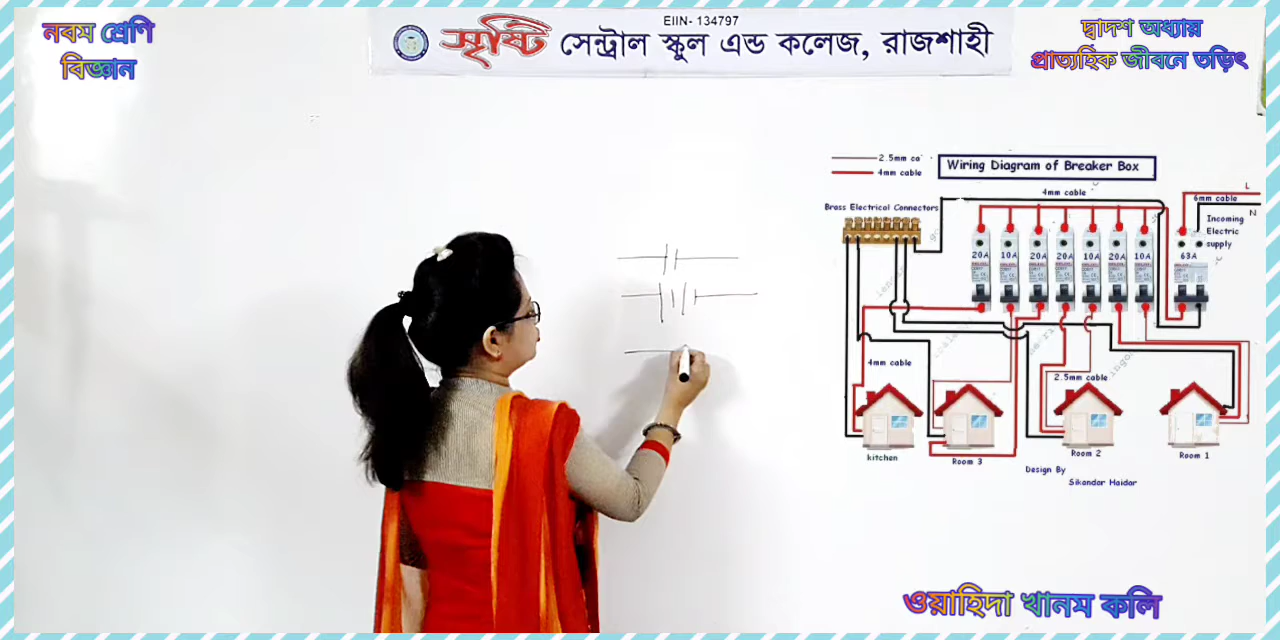 নবম শ্রেণি
বিজ্ঞান
EIIN- 134797
সৃষ্টি সেন্ট্রাল স্কুল এন্ড কলেজ, রাজশাহী
দ্বাদশ অধ্যায়
প্রাত্যহিক জীবনে তড়িৎ
2.5mm
4mm cable
Wiring Diagram of Breaker Box
4mm cable
L
6mm cable
N
Brass Electrical Connectors
Incoming
Electric
supply
20A
10A
20A
20A
10A
20A
10A
63A
4mm cable
2.5mm cable
kitchen
Room 3
Room 2
Room 1
Design By
Sikandar Haidar
ওয়াহিদা খানম কলি